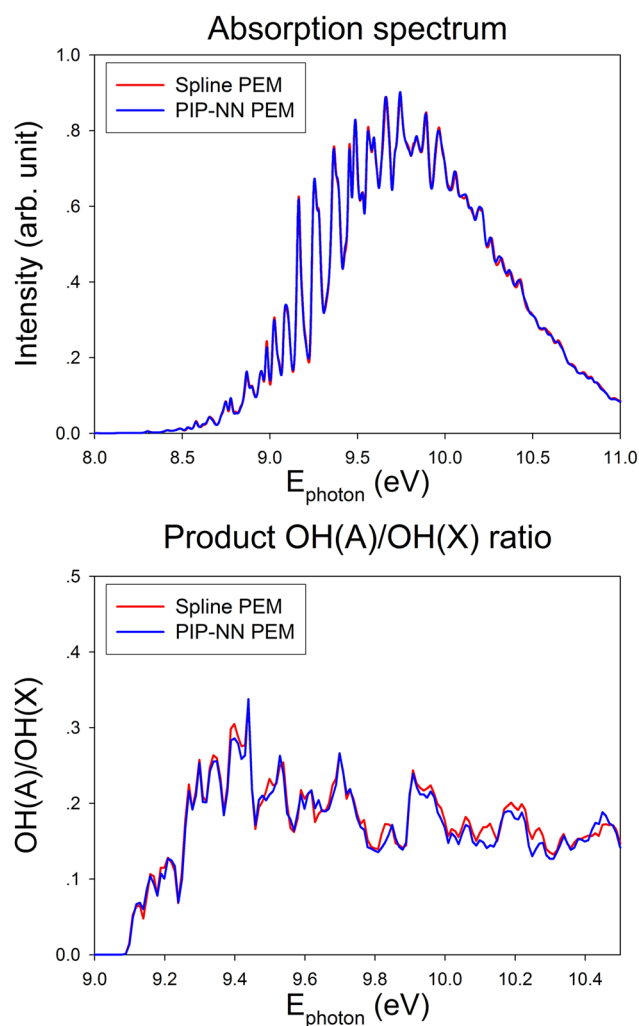 Absorption spectrum
1.0
.8
.6
.4
.2
0.0
Intensity (arb. unit)
Spline PEM
PIP-NN PEM
8.0 8.5 9.0 9.5 10.0 10.5 11.0
E_photon (eV)
Product OH(A)/OH(X) ratio
.5
.4
.3
.2
.1
0.0
OH(A)/OH(X)
Spline PEM
PIP-NN PEM
9.0 9.2 9.4 9.6 9.8 10.0 10.2 10.4
E_photon (eV)